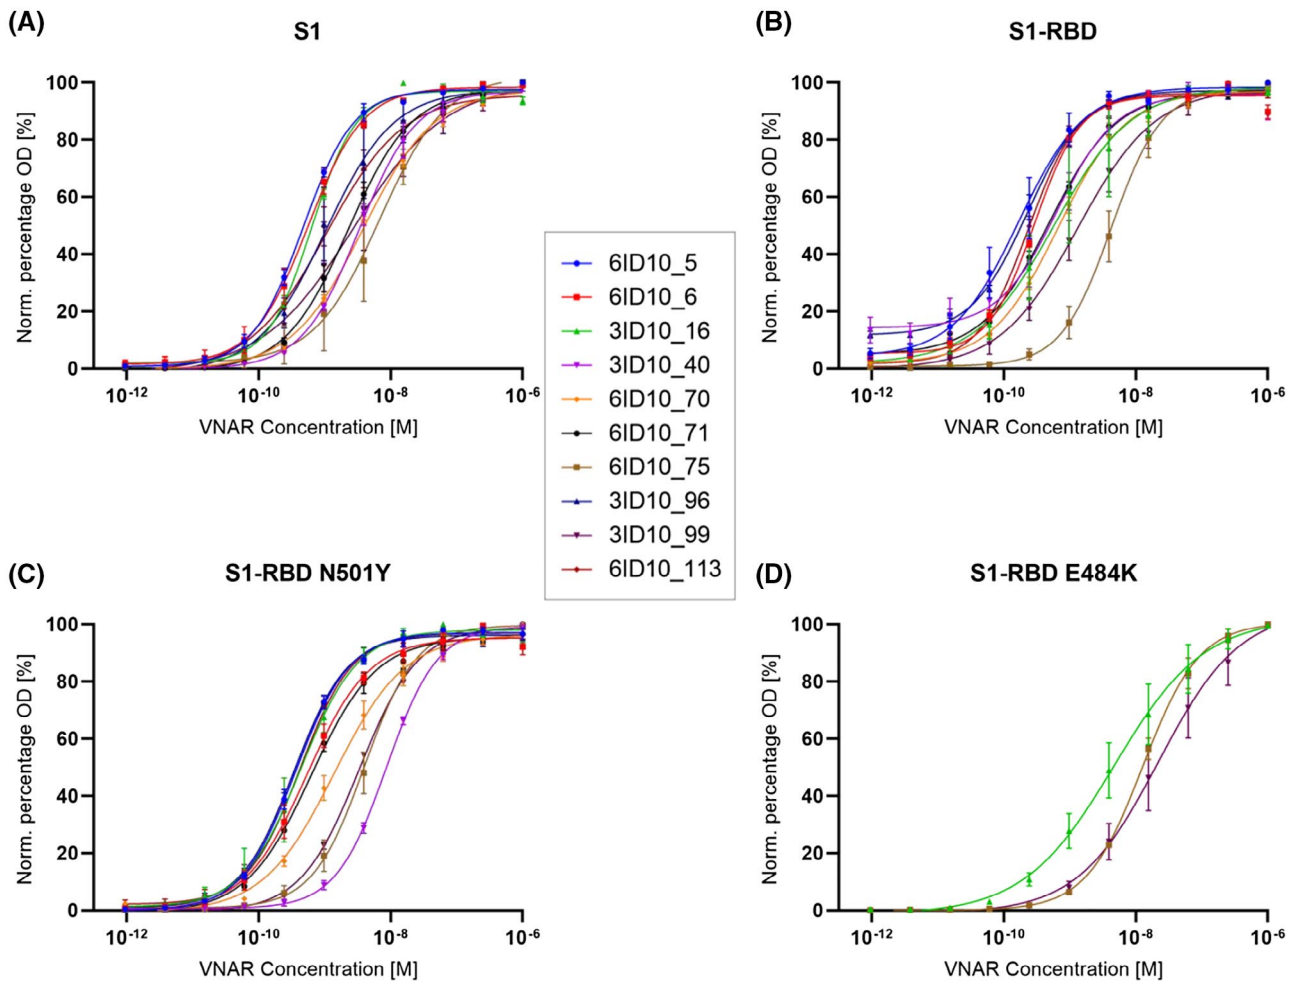 (A)
S1
Norm. percentage OD [%]
100
80
60
40
20
0
10-12
10-10
10-8
10-6
VNAR Concentration [M]
(B)
S1-RBD
Norm. percentage OD [%]
100
80
60
40
20
0
10-12
10-10
10-8
10-6
VNAR Concentration [M]
6ID10_5
6ID10_6
3ID10_16
3ID10_40
6ID10_70
6ID10_71
6ID10_75
3ID10_96
3ID10_99
6ID10_113
(C)
S1-RBD N501Y
Norm. percentage OD [%]
100
80
60
40
20
0
10-12
10-10
10-8
10-6
VNAR Concentration [M]
(D)
S1-RBD E484K
Norm. percentage OD [%]
100
80
60
40
20
0
10-12
10-10
10-8
10-6
VNAR Concentration [M]